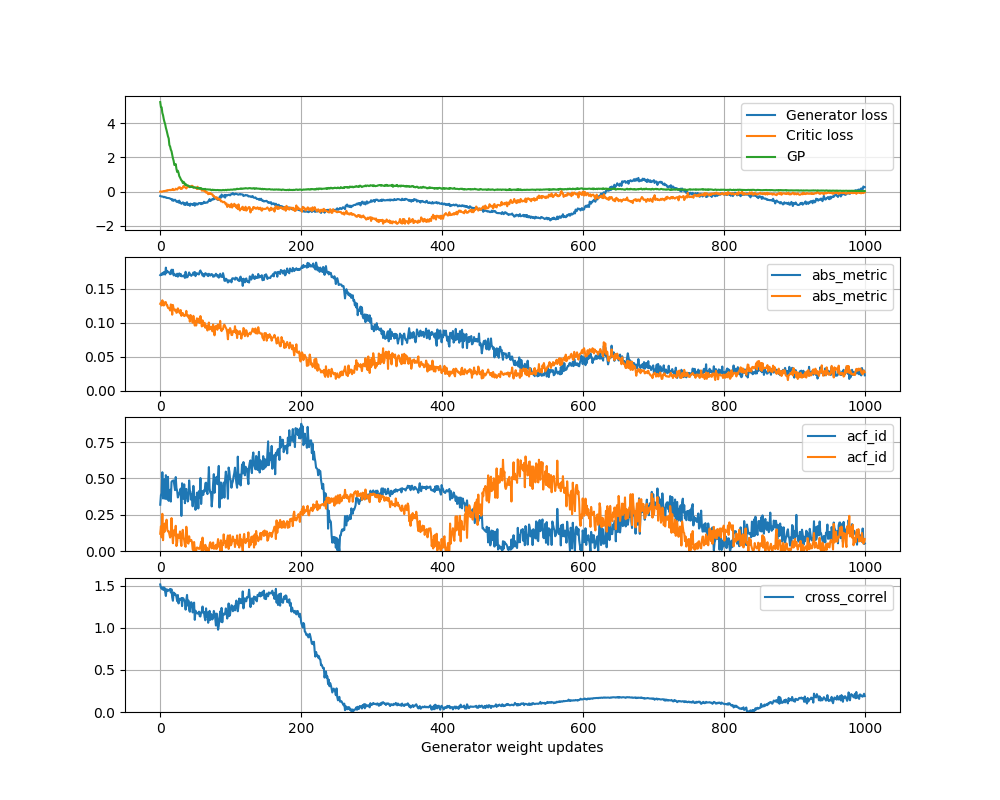 4
2
0
−2
Generator loss
Critic loss
GP
0 200 400 600 800 1000
0.15
0.10
0.05
0.00
abs_metric
abs_metric
0 200 400 600 800 1000
0.75
0.50
0.25
0.00
acf_id
acf_id
0 200 400 600 800 1000
1.5
1.0
0.5
0.0
cross_correl
0 200 400 600 800 1000
Generator weight updates